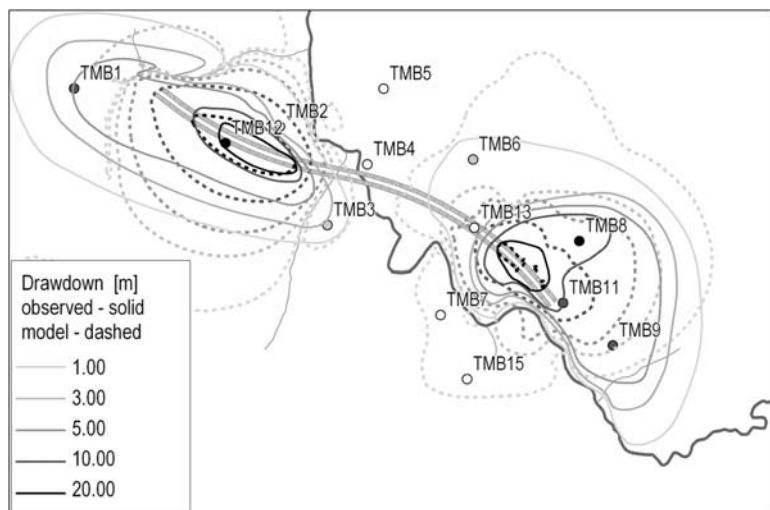 TMB1
TMB5
TMB2
TMB12
TMB4
TMB6
TMB3
TMB13
TMB8
TMB11
TMB7
TMB9
TMB15
Drawdown [m]
observed - solid
model - dashed
1.00
3.00
5.00
10.00
20.00